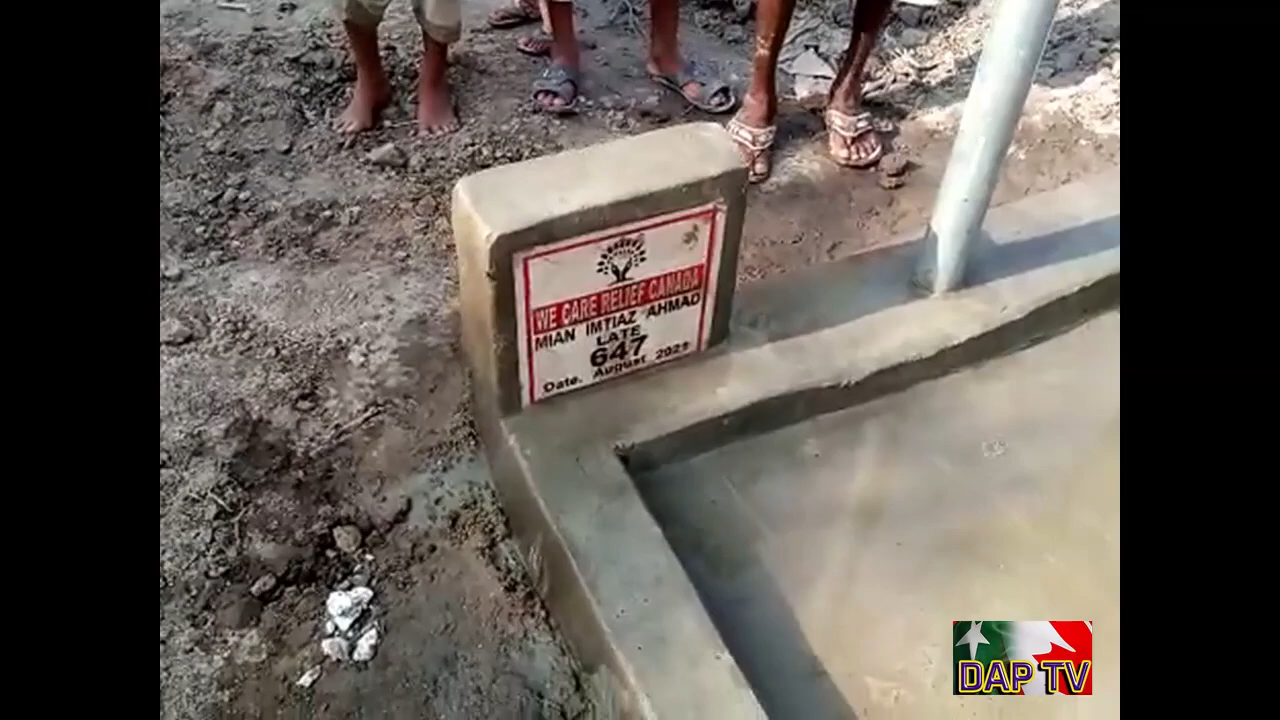 WE CARE RELIEF CANADA
MIAN IMTIAZ AHMAD
LATE
647
Date. August 2021
DAP TV